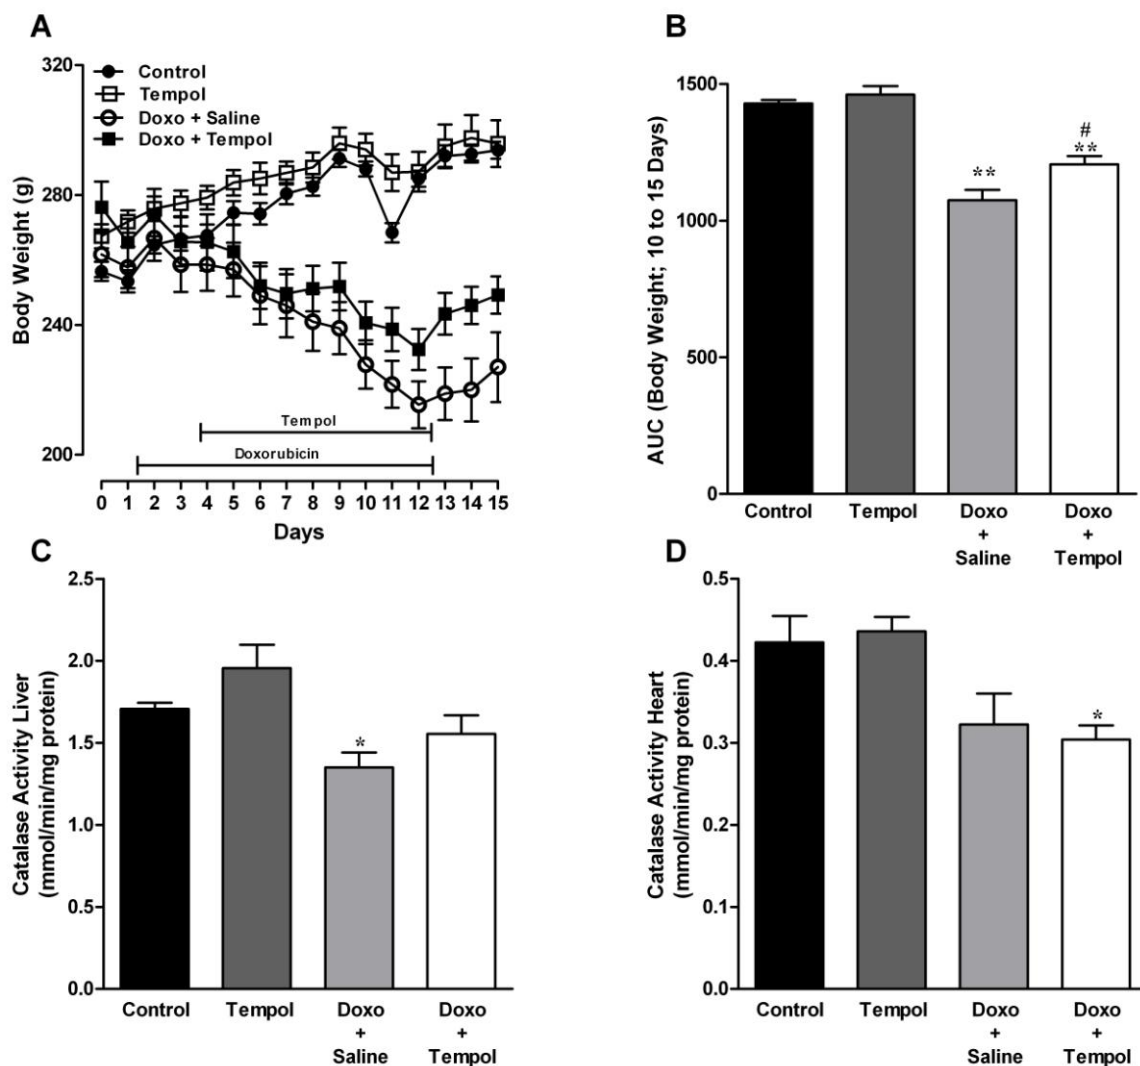 A
320
280
240
200
Body Weight (g)
Control
Tempol
Doxo + Saline
Doxo + Tempol
Tempol
Doxorubicin
0 1 2 3 4 5 6 7 8 9 10 11 12 13 14 15
Days
B
1500
1000
500
0
AUC (Body Weight; 10 to 15 Days)
**
#
**
Control Tempol Doxo Doxo
+ +
Saline Tempol
C
2.5
2.0
1.5
1.0
0.5
0.0
Catalase Activity Liver
(mmol/min/mg protein)
*
Control Tempol Doxo Doxo
+ +
Saline Tempol
D
0.5
0.4
0.3
0.2
0.1
0.0
Catalase Activity Heart
(mmol/min/mg protein)
*
Control Tempol Doxo Doxo
+ +
Saline Tempol